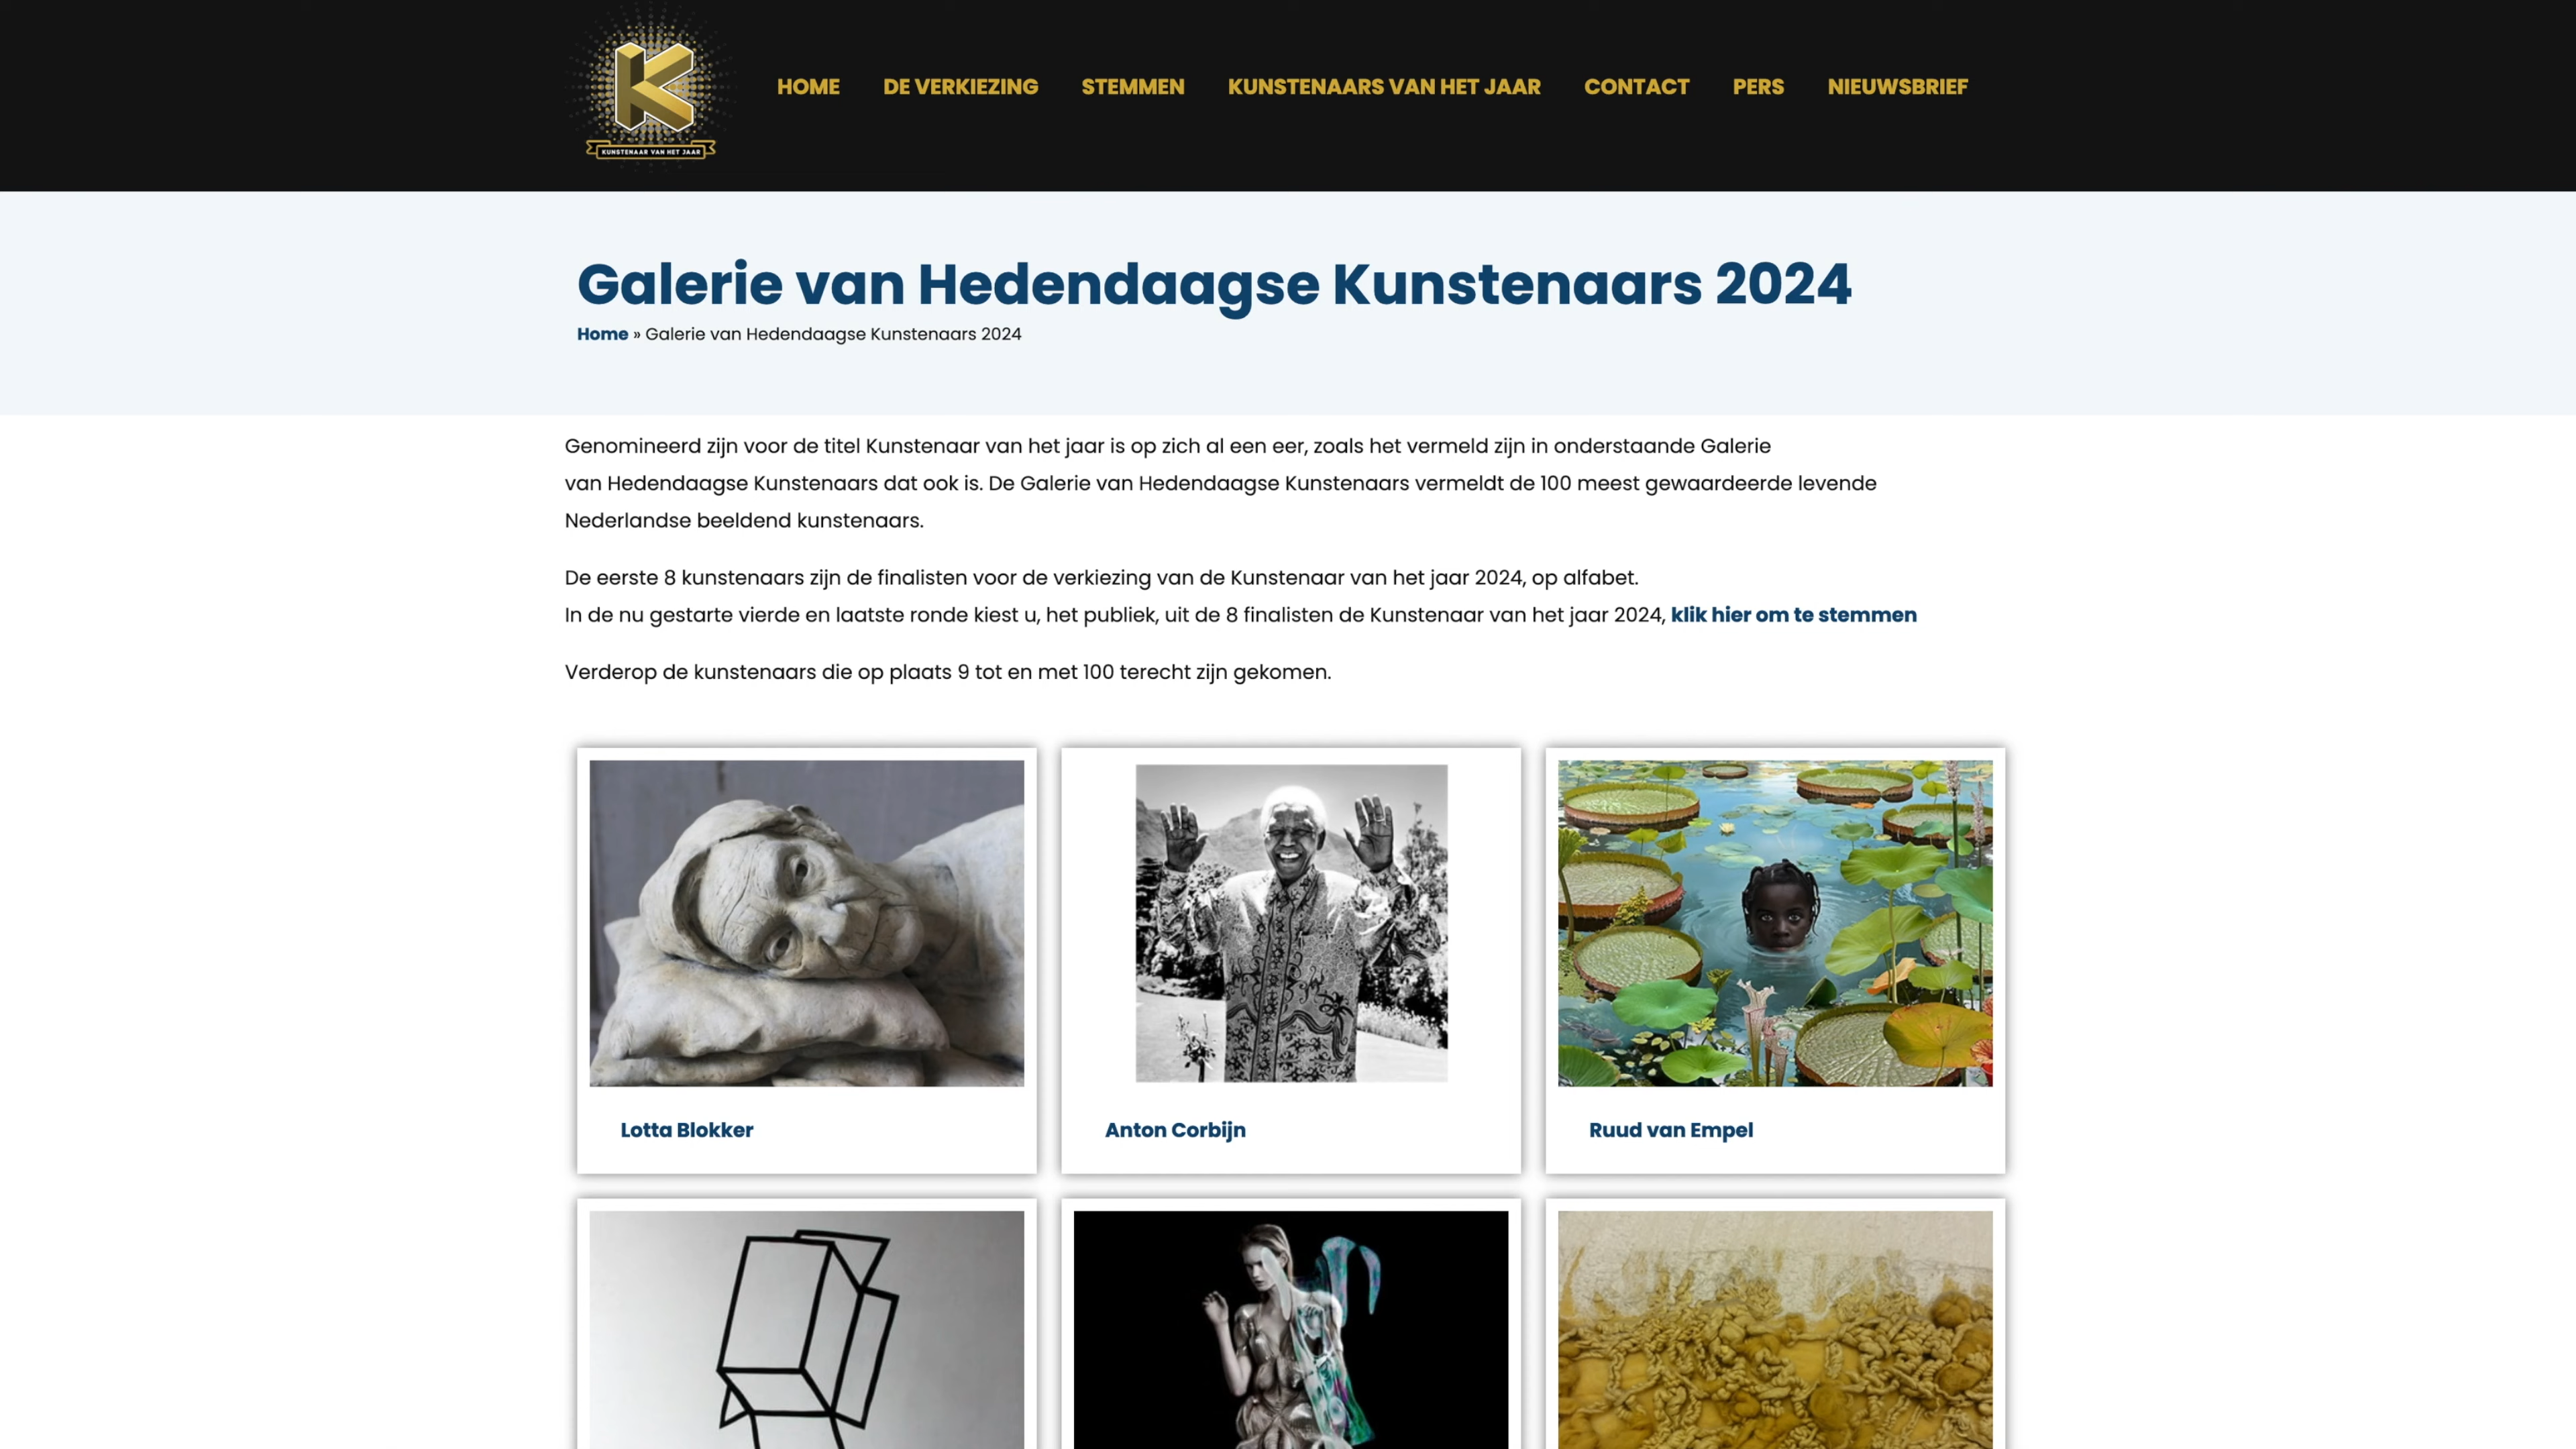 KUNSTENAAR VAN HET JAAR
HOME
DE VERKIEZING
STEMMEN
KUNSTENAARS VAN HET JAAR
CONTACT
PERS
NIEUWSBRIEF
Galerie van Hedendaagse Kunstenaars 2024
Home » Galerie van Hedendaagse Kunstenaars 2024
Genomineerd zijn voor de titel Kunstenaar van het jaar is op zich al een eer, zoals het vermeld zijn in onderstaande Galerie
van Hedendaagse Kunstenaars dat ook is. De Galerie van Hedendaagse Kunstenaars vermeldt de 100 meest gewaardeerde levende
Nederlandse beeldend kunstenaars.
De eerste 8 kunstenaars zijn de finalisten voor de verkiezing van de Kunstenaar van het jaar 2024, op alfabet.
In de nu gestarte vierde en laatste ronde kiest u, het publiek, uit de 8 finalisten de Kunstenaar van het jaar 2024, klik hier om te stemmen
Verderop de kunstenaars die op plaats 9 tot en met 100 terecht zijn gekomen.
Lotta Blokker
Anton Corbijn
Ruud van Empel